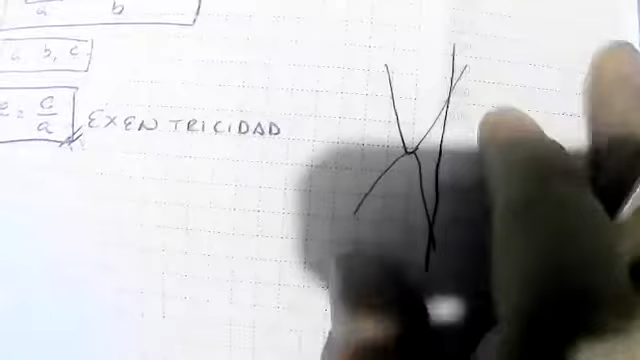 a b
a b, c
e = c/a EXENTRICIDAD